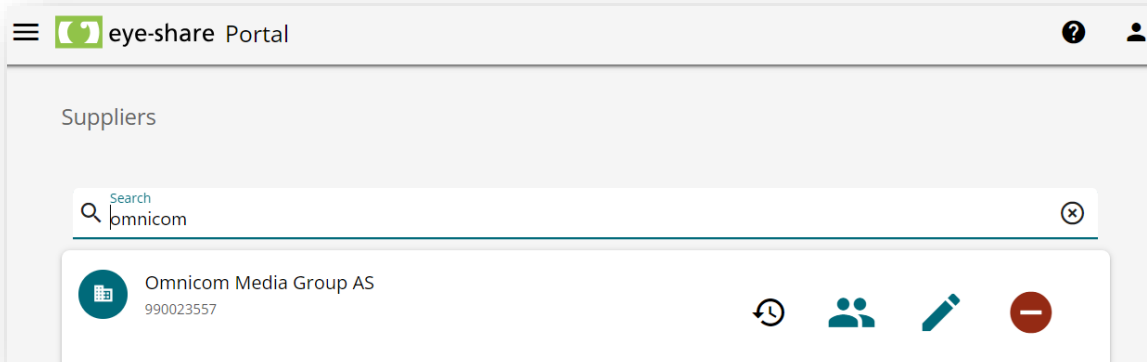 eye-share Portal
Suppliers
Search
omnicom
Omnicom Media Group AS
990023557